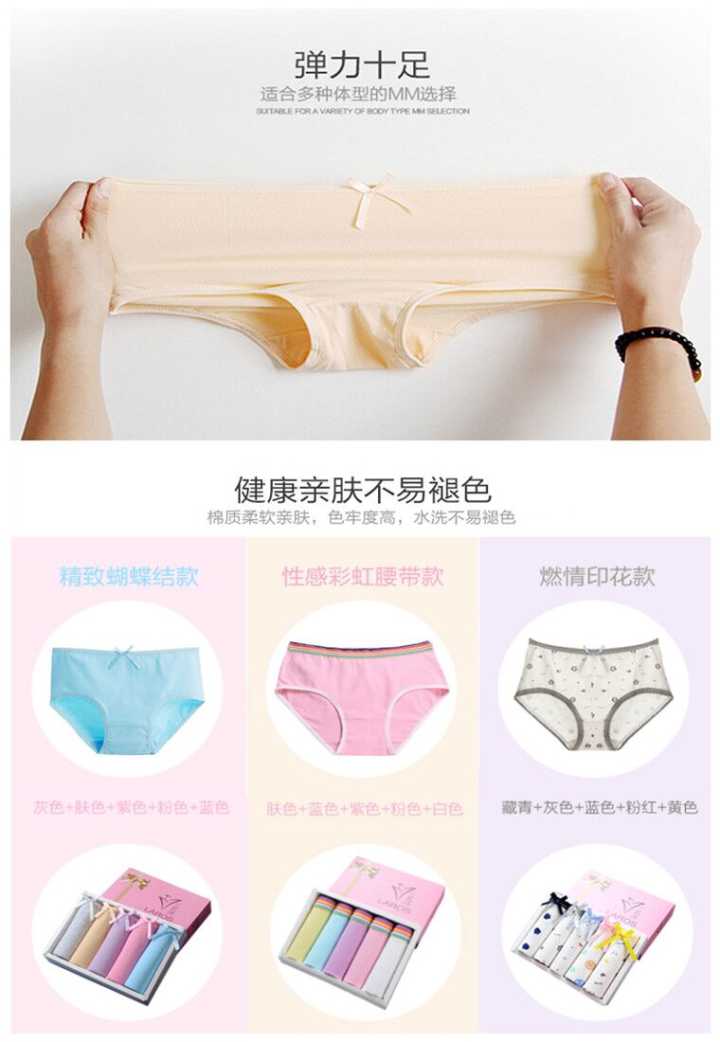 弹力十足
适合多种体型的MM选择
SUITABLE FOR A VARIETY OF BODY TYPE MM SELECTION
健康亲肤不易褪色
棉质柔软亲肤，色牢度高，水洗不易褪色
精致蝴蝶结款
性感彩虹腰带款
燃情印花款
灰色+肤色+紫色+粉色+蓝色
肤色+蓝色+紫色+粉色+白色
藏青+灰色+蓝色+粉红+黄色
LAROS
LAROS
LAROS